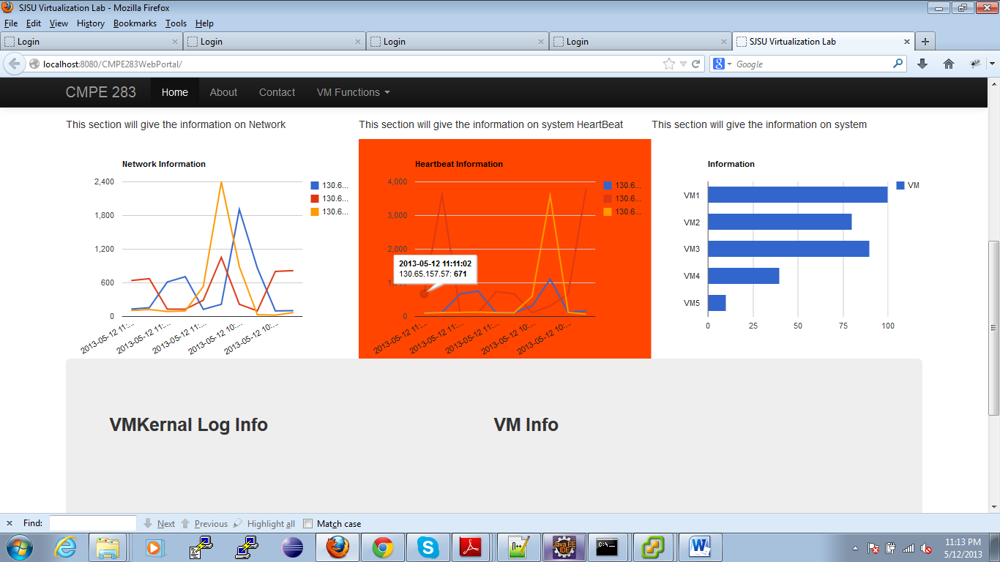 SJSU Virtualization Lab - Mozilla Firefox
File Edit View History Bookmarks Tools Help
Login
Login
Login
Login
SJSU Virtualization Lab
localhost:8080/CMPE283WebPortal/
Google
CMPE 283 Home About Contact VM Functions
This section will give the information on Network
This section will give the information on system HeartBeat
This section will give the information on system
Network Information
2,400
1,800
1,200
600
0
130.6...
130.6...
130.6...
2013-05-12 11:...
2013-05-12 11:...
2013-05-12 11:...
2013-05-12 10:...
2013-05-12 10:...
Heartbeat Information
4,000
3,000
2,000
0
130.6...
130.6...
130.6...
2013-05-12 11:11:02
130.65.157.57: 671
2013-05-12 11:...
2013-05-12 11:...
2013-05-12 11:...
2013-05-12 10:...
2013-05-12 10:...
Information
VM1
VM2
VM3
VM4
VM5
0 25 50 75 100
VM
VMKernal Log Info
VM Info
Find: Next Previous Highlight all Match case
Java EE
IDE
C:\-
11:13 PM
5/12/2013